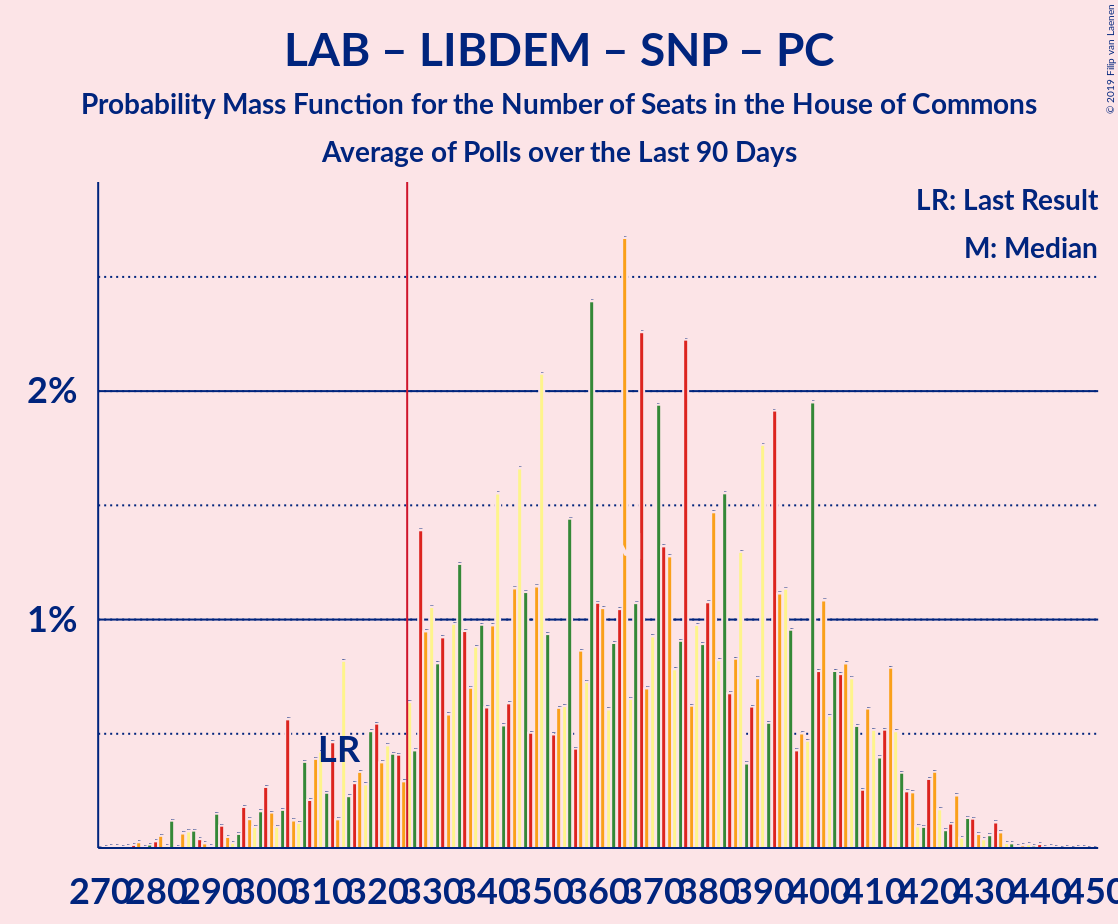 LAB – LIBDEM – SNP – PC
Probability Mass Function for the Number of Seats in the House of Commons
Average of Polls over the Last 90 Days
© 2019 Filip van Laenen
LR: Last Result
M: Median
2%
1%
LR
270 280 290 300 310 320 330 340 350 360 370 380 390 400 410 420 430 440 450